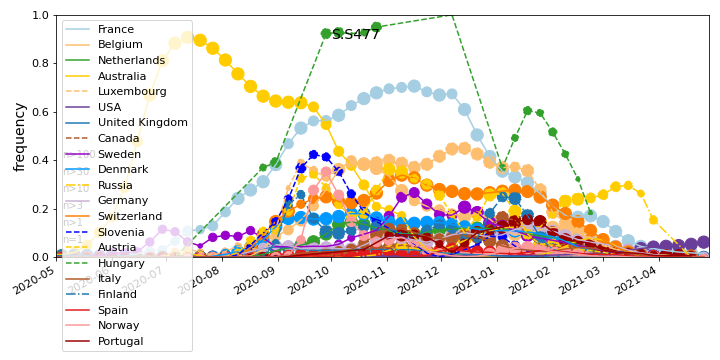 1.0
0.8
0.6
0.4
0.2
0.0
frequency
S.S477
France
Belgium
Netherlands
Australia
Luxembourg
USA
United Kingdom
Canada
Sweden
Denmark
Russia
Germany
Switzerland
Slovenia
Austria
Hungary
Italy
Finland
Spain
Norway
Portugal
n>3
n>1
n=1
2020-05
2020-06
2020-07
2020-08
2020-09
2020-10
2020-11
2020-12
2021-01
2021-02
2021-03
2021-04